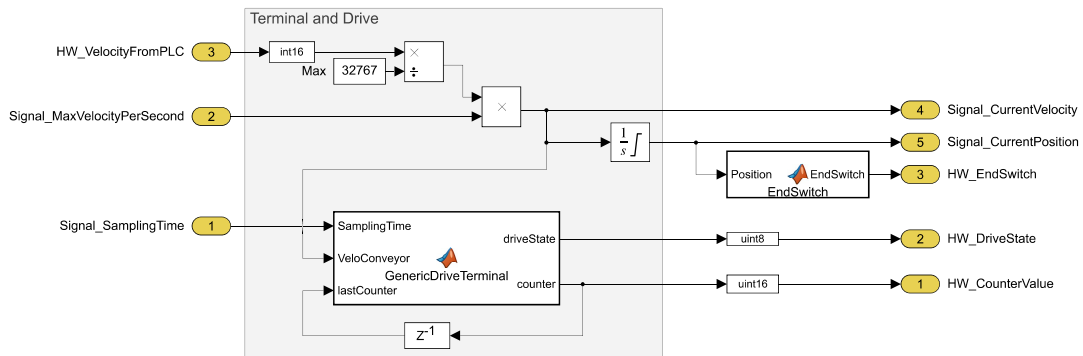 Terminal and Drive
HW_VelocityFromPLC
3
int16
×
÷
Max
32767
Signal_MaxVelocityPerSecond
2
×
4
Signal_CurrentVelocity
1
s
5
Signal_CurrentPosition
Position
EndSwitch
EndSwitch
3
HW_EndSwitch
Signal_SamplingTime
1
SamplingTime
VeloConveyor
lastCounter
GenericDriveTerminal
driveState
counter
uint8
2
HW_DriveState
uint16
1
HW_CounterValue
Z-1